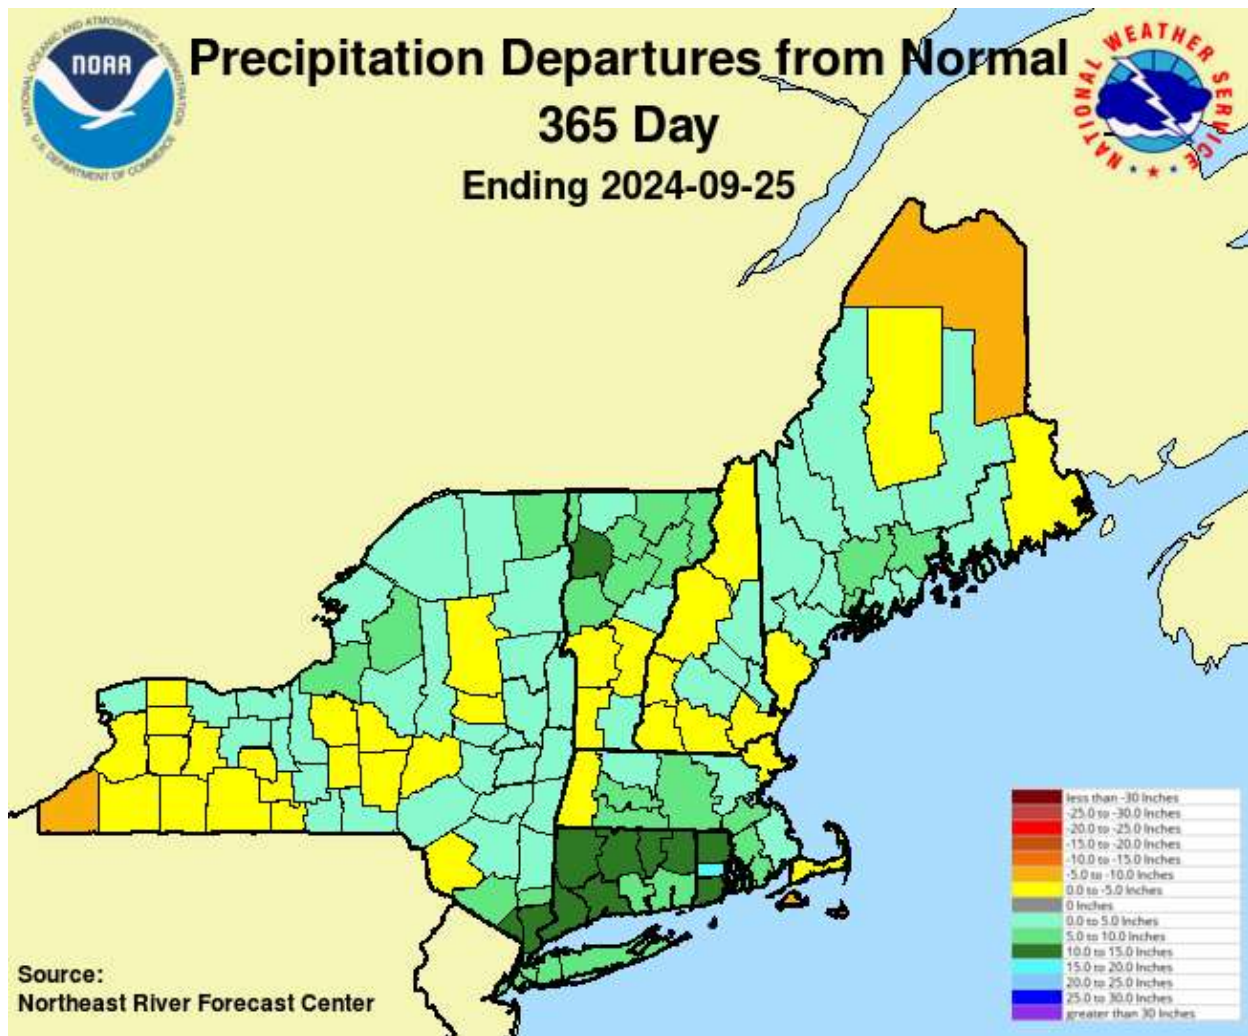 NATIONAL OCEANIC AND ATMOSPHERIC ADMINISTRATION
U.S. DEPARTMENT OF COMMERCE
NOAA
Precipitation Departures from Normal
365 Day
Ending 2024-09-25
NATIONAL WEATHER SERVICE
less than -30 Inches
-25.0 to -30.0 Inches
-20.0 to -25.0 Inches
-15.0 to -20.0 Inches
-10.0 to -15.0 Inches
-5.0 to -10.0 Inches
0.0 to -5.0 Inches
0 Inches
0.0 to 5.0 Inches
5.0 to 10.0 Inches
10.0 to 15.0 Inches
15.0 to 20.0 Inches
20.0 to 25.0 Inches
25.0 to 30.0 Inches
greater than 30 Inches
Source:
Northeast River Forecast Center